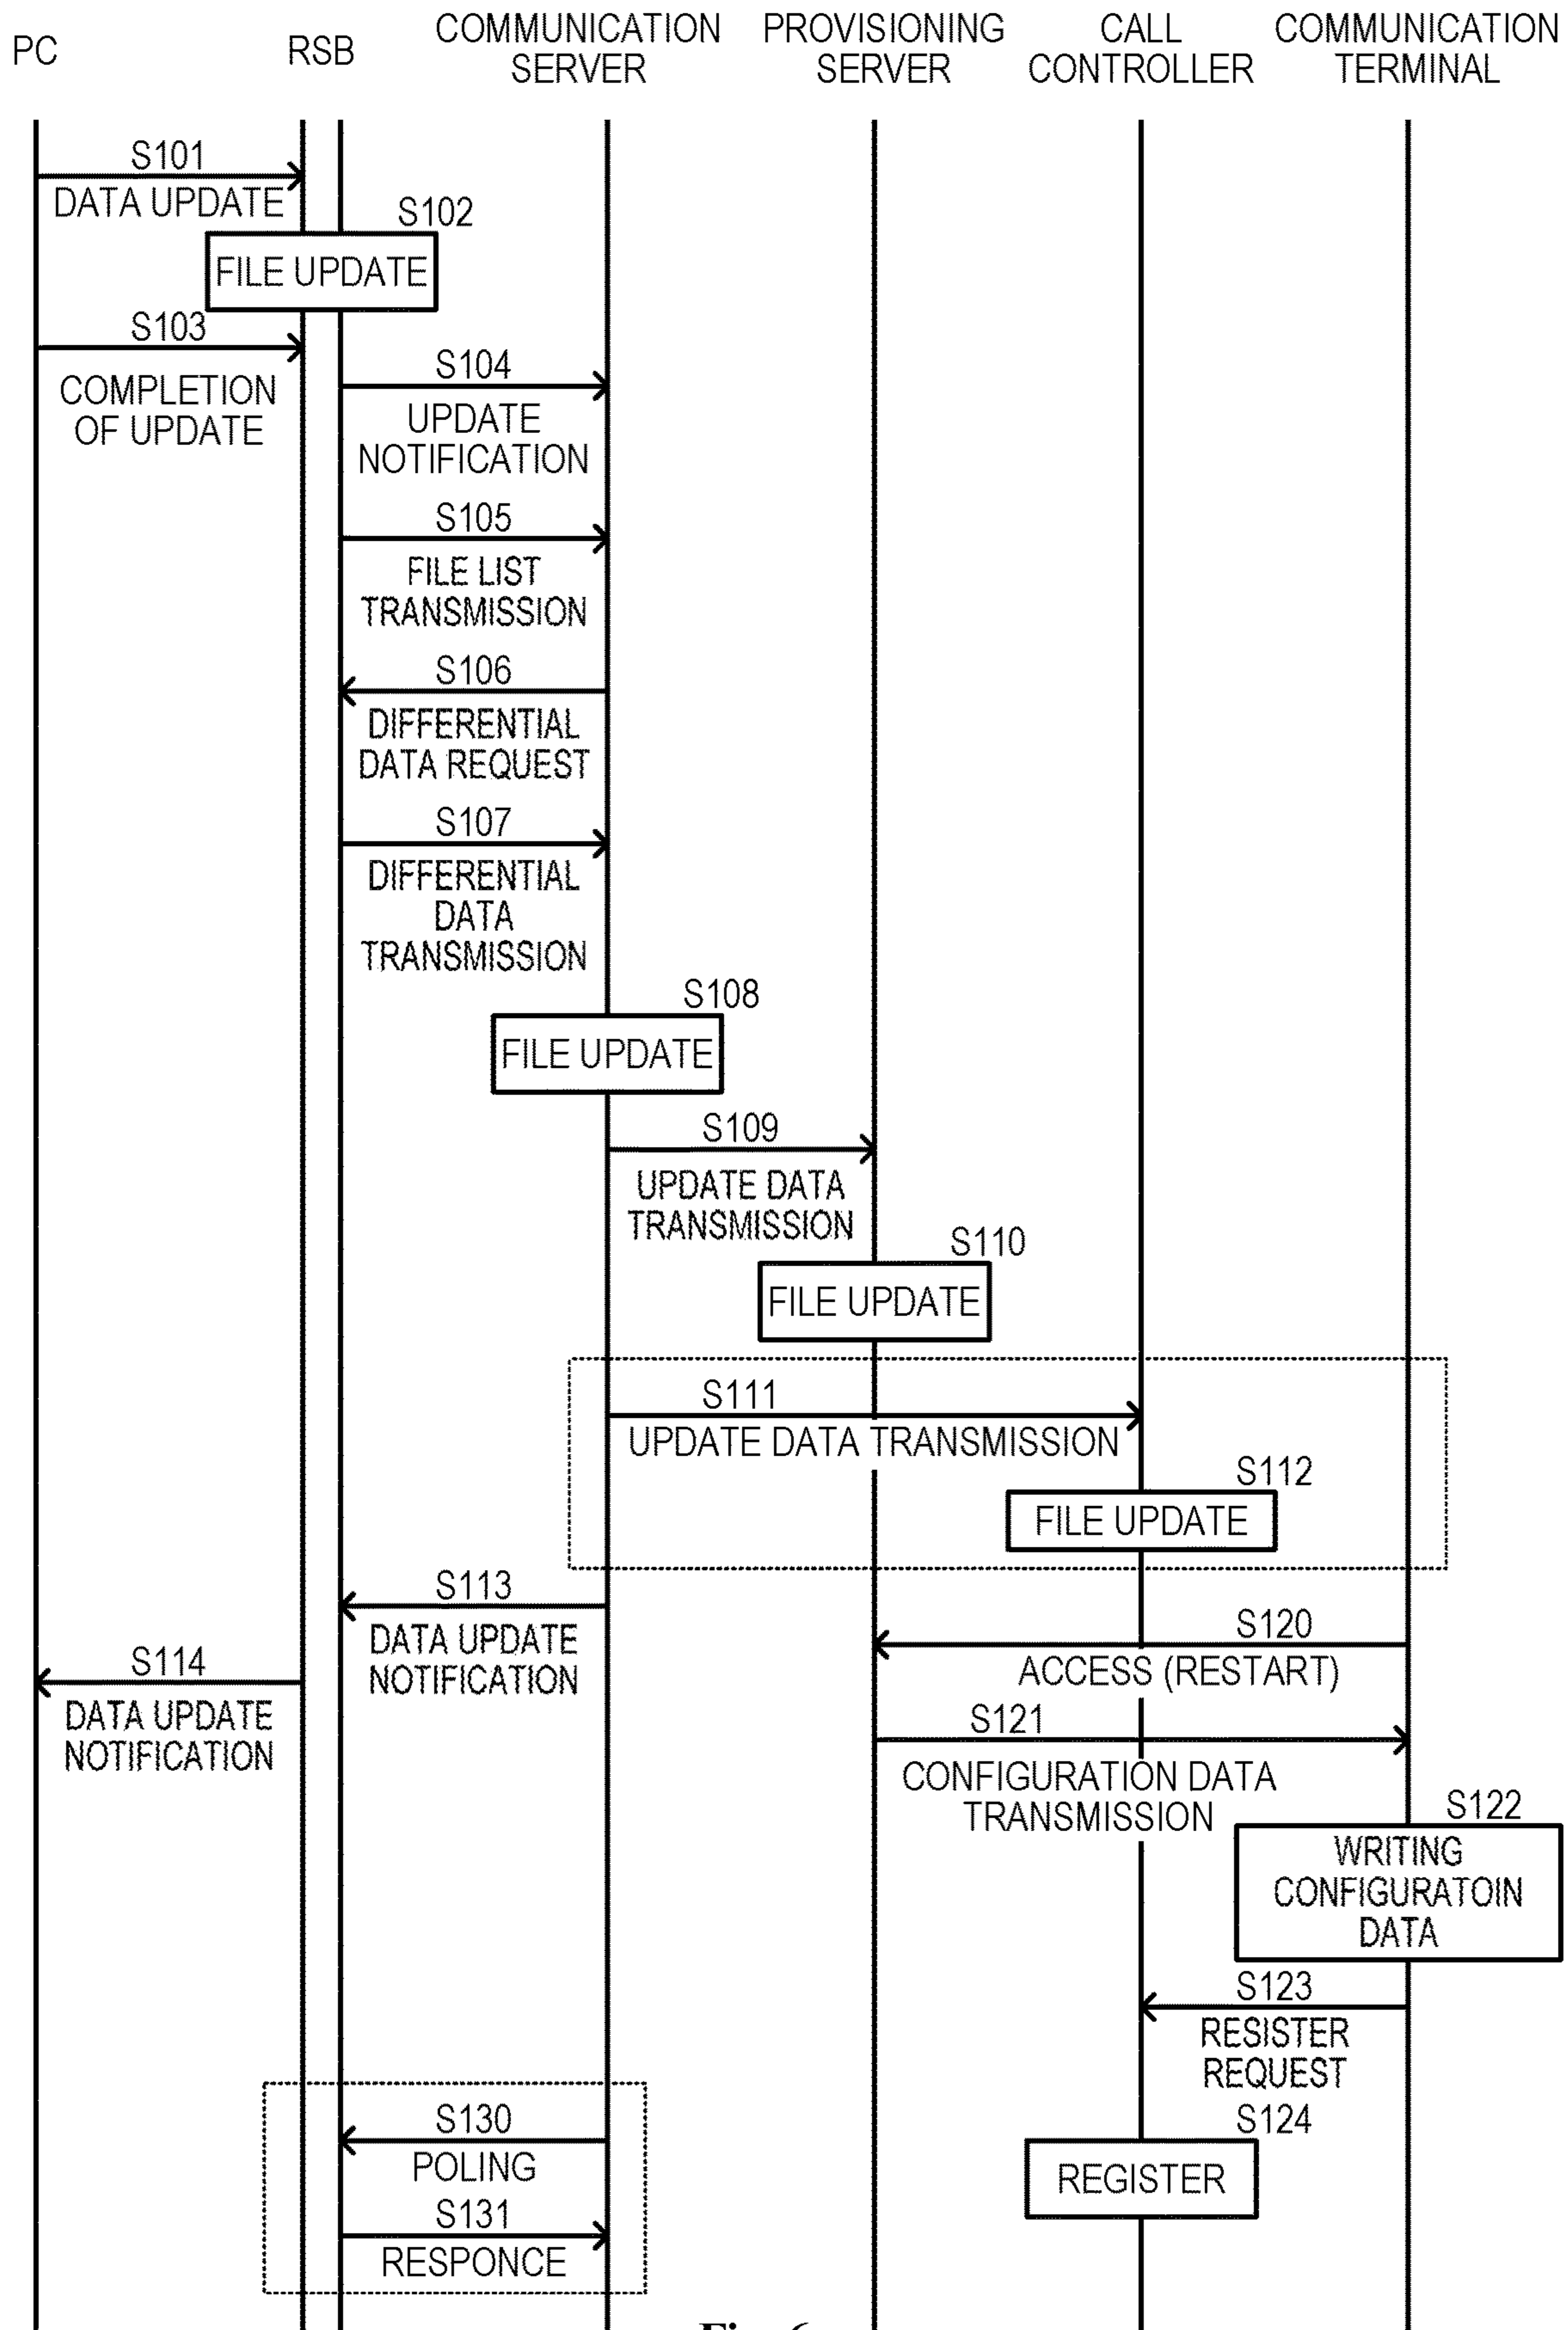 PC
RSB
COMMUNICATION
SERVER
PROVISIONING
SERVER
CALL
CONTROLLER
COMMUNICATION
TERMINAL
S101
DATA UPDATE
S102
FILE UPDATE
S103
COMPLETION
OF UPDATE
S104
UPDATE
NOTIFICATION
S105
FILE LIST
TRANSMISSION
S106
DIFFERENTIAL
DATA REQUEST
S107
DIFFERENTIAL
DATA
TRANSMISSION
S108
FILE UPDATE
S109
UPDATE DATA
TRANSMISSION
S110
FILE UPDATE
S111
UPDATE DATA TRANSMISSION
S112
FILE UPDATE
S113
DATA UPDATE
NOTIFICATION
S114
DATA UPDATE
NOTIFICATION
S120
ACCESS (RESTART)
S121
CONFIGURATION DATA
TRANSMISSION
S122
WRITING
CONFIGURATOIN
DATA
S123
RESISTER
REQUEST
S124
REGISTER
S130
POLING
S131
RESPONCE